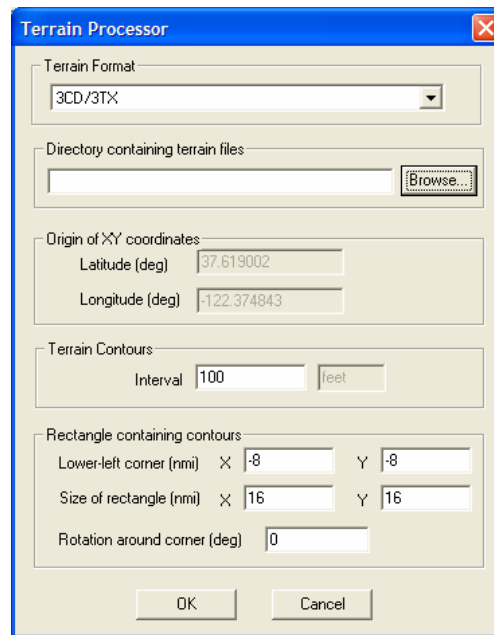 Terrain Processor
Terrain Format
3CD/3TX
Directory containing terrain files
Browse...
Origin of XY coordinates
Latitude (deg) 37.619002
Longitude (deg) -122.374843
Terrain Contours
Interval 100 feet
Rectangle containing contours
Lower-left corner (nmi) X -8 Y -8
Size of rectangle (nmi) X 16 Y 16
Rotation around corner (deg) 0
OK Cancel